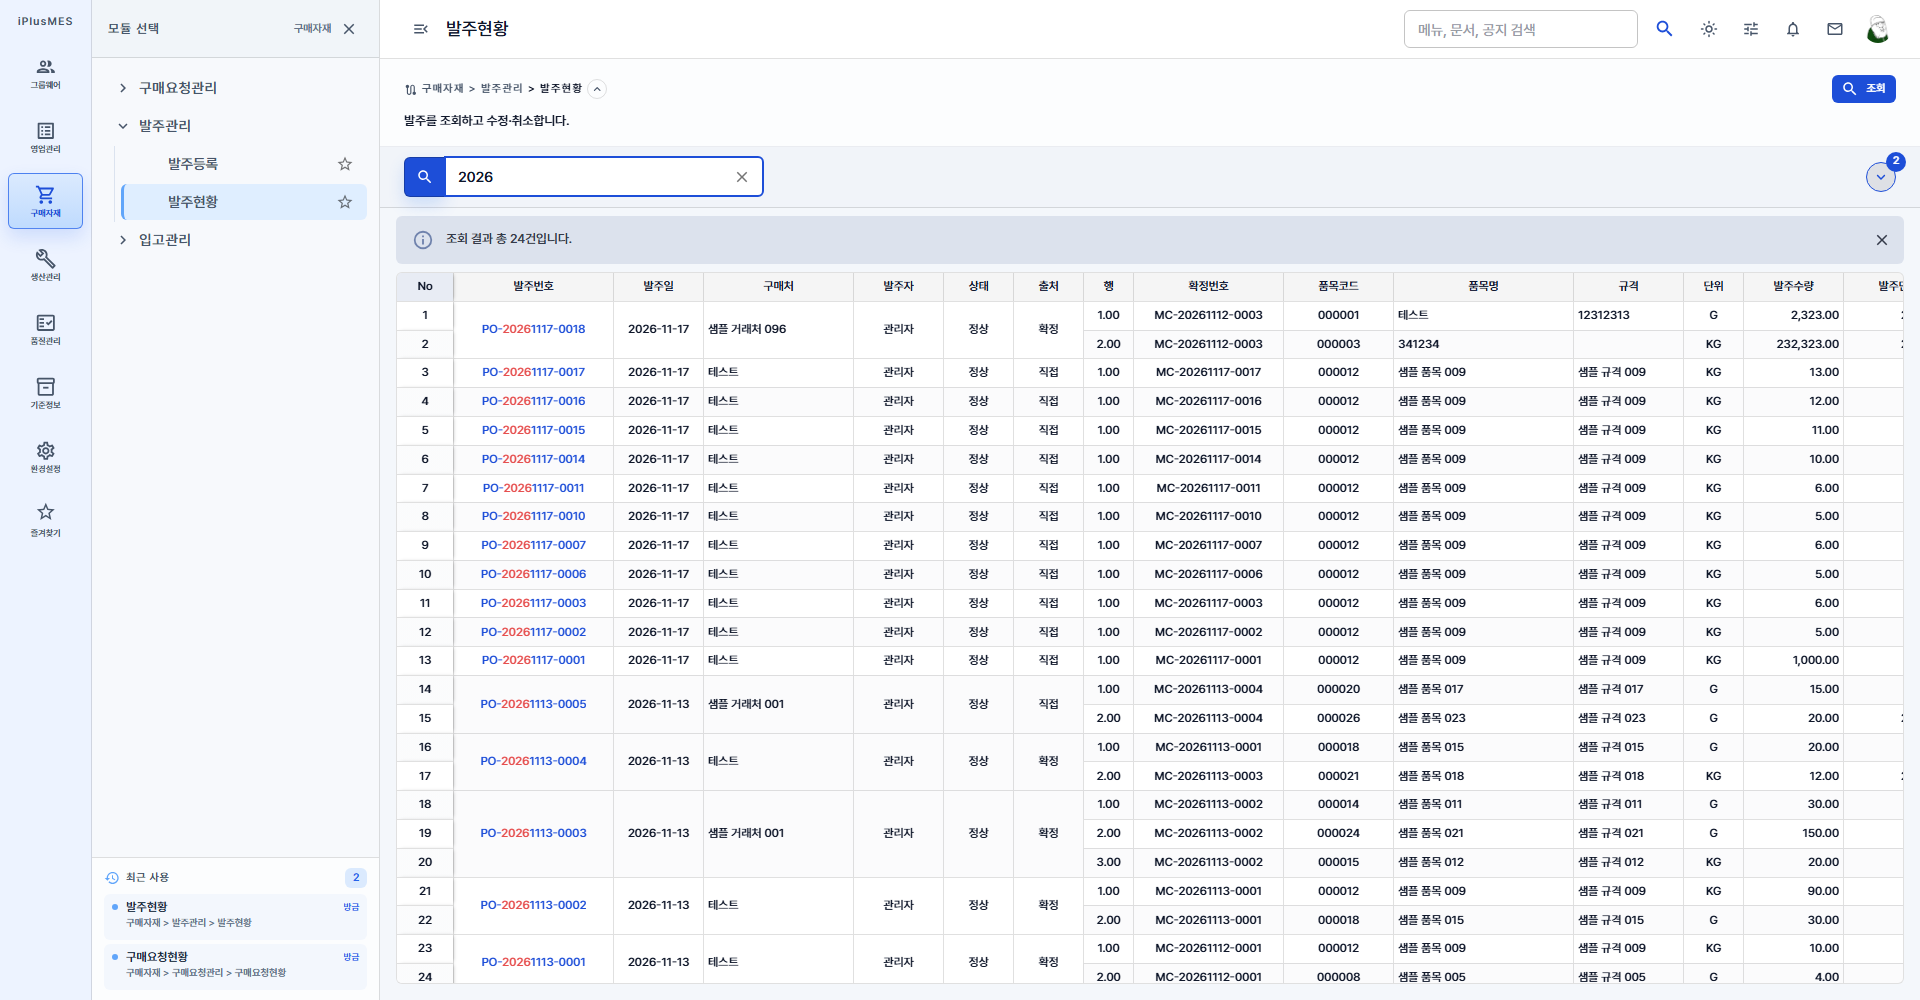 iPlusMES
그룹웨어
영업관리
구매자재
생산관리
품질관리
기준정보
환경설정
즐겨찾기
모듈 선택
구매자재
구매요청관리
발주관리
발주등록
발주현황
입고관리
최근 사용
2
발주현황
방금
구매자재 > 발주관리 > 발주현황
구매요청현황
방금
구매자재 > 구매요청관리 > 구매요청현황
발주현황
메뉴, 문서, 공지 검색
구매자재 > 발주관리 > 발주현황
조회
발주를 조회하고 수정·취소합니다.
2026
2
조회 결과 총 24건입니다.
No 발주번호 발주일 구매처 발주자 상태 출처 행 확정번호 품목코드 품목명 규격 단위 발주수량
1 PO-20261117-0018 2026-11-17 샘플 거래처 096 관리자 정상 확정 1.00 MC-20261112-0003 000001 테스트 12312313 G 2,323.00
2 2.00 MC-20261112-0003 000003 341234 KG 232,323.00
3 PO-20261117-0017 2026-11-17 테스트 관리자 정상 직접 1.00 MC-20261117-0017 000012 샘플 품목 009 샘플 규격 009 KG 13.00
4 PO-20261117-0016 2026-11-17 테스트 관리자 정상 직접 1.00 MC-20261117-0016 000012 샘플 품목 009 샘플 규격 009 KG 12.00
5 PO-20261117-0015 2026-11-17 테스트 관리자 정상 직접 1.00 MC-20261117-0015 000012 샘플 품목 009 샘플 규격 009 KG 11.00
6 PO-20261117-0014 2026-11-17 테스트 관리자 정상 직접 1.00 MC-20261117-0014 000012 샘플 품목 009 샘플 규격 009 KG 10.00
7 PO-20261117-0011 2026-11-17 테스트 관리자 정상 직접 1.00 MC-20261117-0011 000012 샘플 품목 009 샘플 규격 009 KG 6.00
8 PO-20261117-0010 2026-11-17 테스트 관리자 정상 직접 1.00 MC-20261117-0010 000012 샘플 품목 009 샘플 규격 009 KG 5.00
9 PO-20261117-0007 2026-11-17 테스트 관리자 정상 직접 1.00 MC-20261117-0007 000012 샘플 품목 009 샘플 규격 009 KG 6.00
10 PO-20261117-0006 2026-11-17 테스트 관리자 정상 직접 1.00 MC-20261117-0006 000012 샘플 품목 009 샘플 규격 009 KG 5.00
11 PO-20261117-0003 2026-11-17 테스트 관리자 정상 직접 1.00 MC-20261117-0003 000012 샘플 품목 009 샘플 규격 009 KG 6.00
12 PO-20261117-0002 2026-11-17 테스트 관리자 정상 직접 1.00 MC-20261117-0002 000012 샘플 품목 009 샘플 규격 009 KG 5.00
13 PO-20261117-0001 2026-11-17 테스트 관리자 정상 직접 1.00 MC-20261117-0001 000012 샘플 품목 009 샘플 규격 009 KG 1,000.00
14 PO-20261113-0005 2026-11-13 샘플 거래처 001 관리자 정상 직접 1.00 MC-20261113-0004 000020 샘플 품목 017 샘플 규격 017 G 15.00
15 2.00 MC-20261113-0004 000026 샘플 품목 023 샘플 규격 023 G 20.00
16 PO-20261113-0004 2026-11-13 테스트 관리자 정상 확정 1.00 MC-20261113-0001 000018 샘플 품목 015 샘플 규격 015 G 20.00
17 2.00 MC-20261113-0003 000021 샘플 품목 018 샘플 규격 018 KG 12.00
18 1.00 MC-20261113-0002 000014 샘플 품목 011 샘플 규격 011 G 30.00
19 PO-20261113-0003 2026-11-13 샘플 거래처 001 관리자 정상 확정 2.00 MC-20261113-0002 000024 샘플 품목 021 샘플 규격 021 G 150.00
20 3.00 MC-20261113-0002 000015 샘플 품목 012 샘플 규격 012 KG 20.00
21 PO-20261113-0002 2026-11-13 테스트 관리자 정상 확정 1.00 MC-20261113-0001 000012 샘플 품목 009 샘플 규격 009 KG 90.00
22 2.00 MC-20261113-0001 000018 샘플 품목 015 샘플 규격 015 G 30.00
23 PO-20261113-0001 2026-11-13 테스트 관리자 정상 확정 1.00 MC-20261112-0001 000012 샘플 품목 009 샘플 규격 009 KG 10.00
24 2.00 MC-20261112-0001 000008 샘플 품목 005 샘플 규격 005 G 4.00